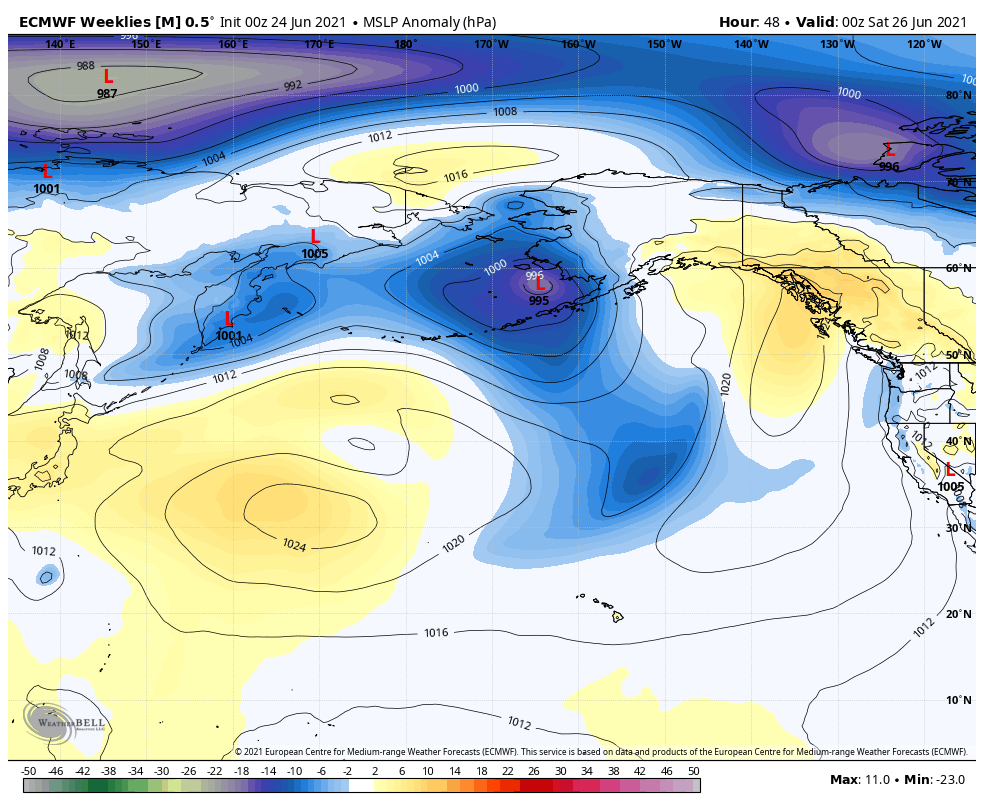 ECMWF Weeklies [M] 0.5° Init 00z 24 Jun 2021 • MSLP Anomaly (hPa)
Hour: 48 • Valid: 00z Sat 26 Jun 2021
140°E 150°E 160°E 170°E 180° 170°W 160°W 150°W 140°W 130°W 120°W
996
988
L
987
992
1000
1000
100
80°N
1008
1012
1004
L
996
L
1001
1016
70°N
L
1005
1004
1000
996
L
995
60°N
L
1001
1004
1012
1012
1008
1008
1012
1020
50°N
1012
1012
40°N
L
1005
1024
1020
30°N
1012
1016
20°N
1012
10°N
WEATHERBELL
1012
© 2021 European Centre for Medium-range Weather Forecasts (ECMWF). This service is based on data and products of the European Centre for Medium-range Weather Forecasts (ECMWF).
-50 -46 -42 -38 -34 -30 -26 -22 -18 -14 -10 -6 -2 2 6 10 14 18 22 26 30 34 38 42 46 50
Max: 11.0 • Min: -23.0